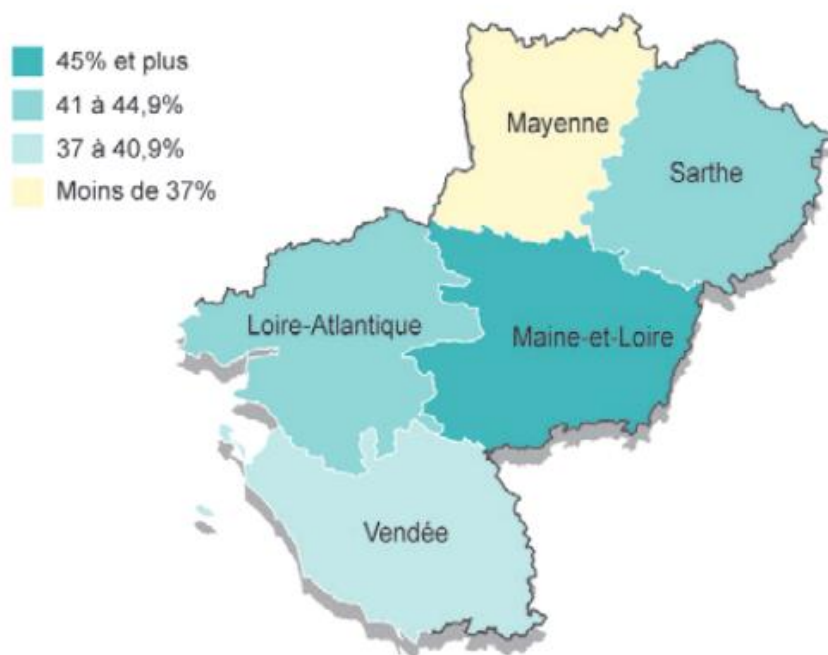 45% et plus
41 à 44,9%
37 à 40,9%
Moins de 37%
Mayenne
Sarthe
Loire-Atlantique
Maine-et-Loire
Vendée